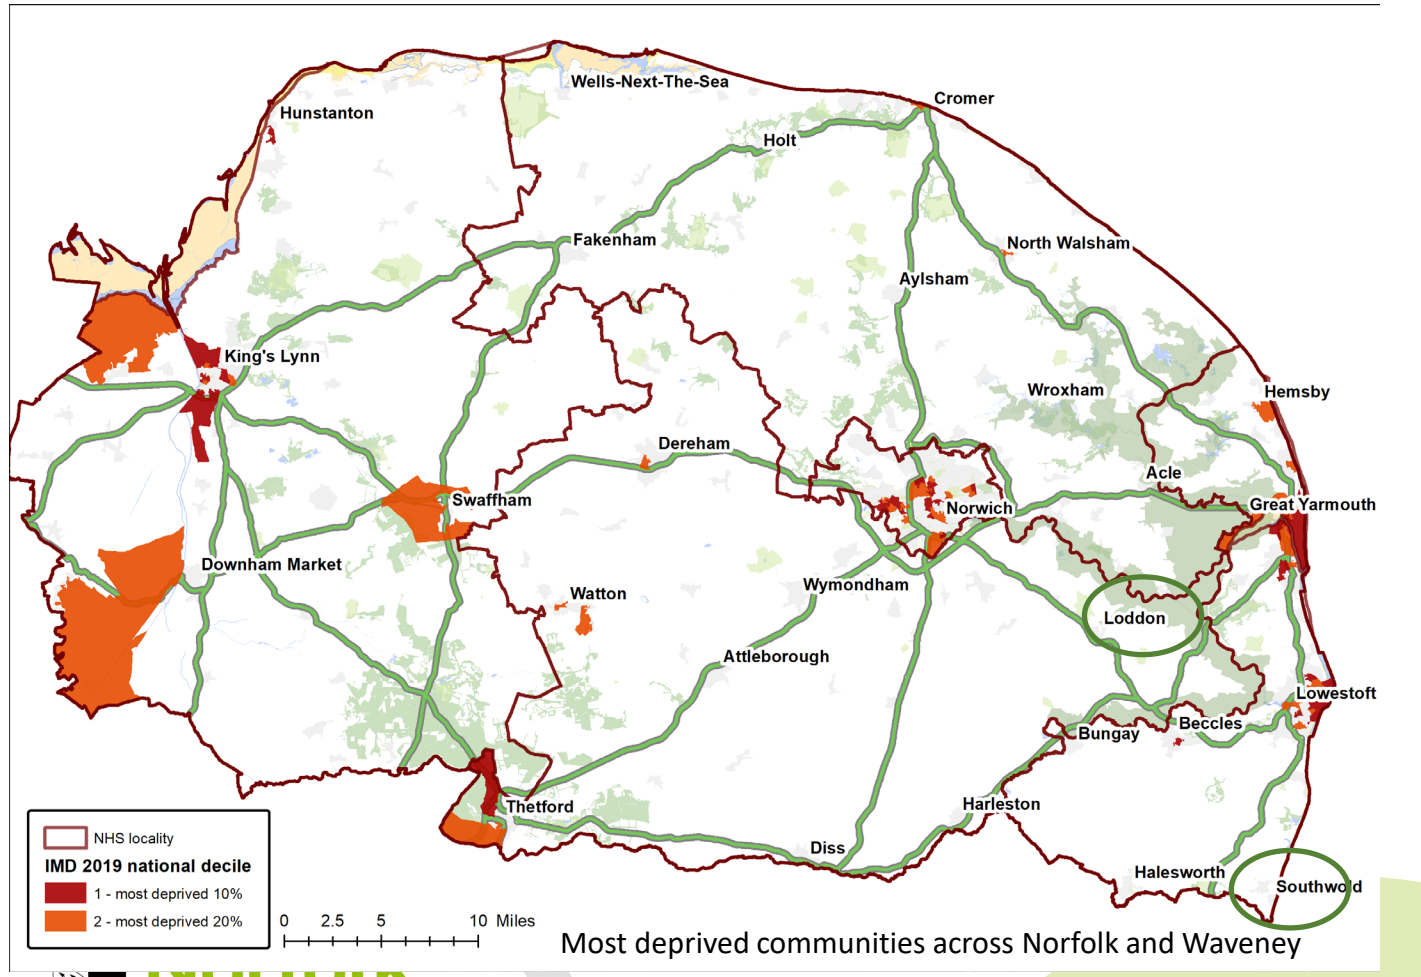 Wells-Next-The-Sea
Cromer
Hunstanton
Holt
Fakenham
North Walsham
Aylsham
King's Lynn
Wroxham
Hemsby
Dereham
Acle
Swaffham
Norwich
Great Yarmouth
Downham Market
Wymondham
Watton
Loddon
Attleborough
Lowestoft
Beccles
Bungay
Thetford
Harleston
Diss
Halesworth
Southwold
NHS locality
IMD 2019 national decile
1 - most deprived 10%
2 - most deprived 20%
0 2.5 5 10 Miles
Most deprived communities across Norfolk and Waveney